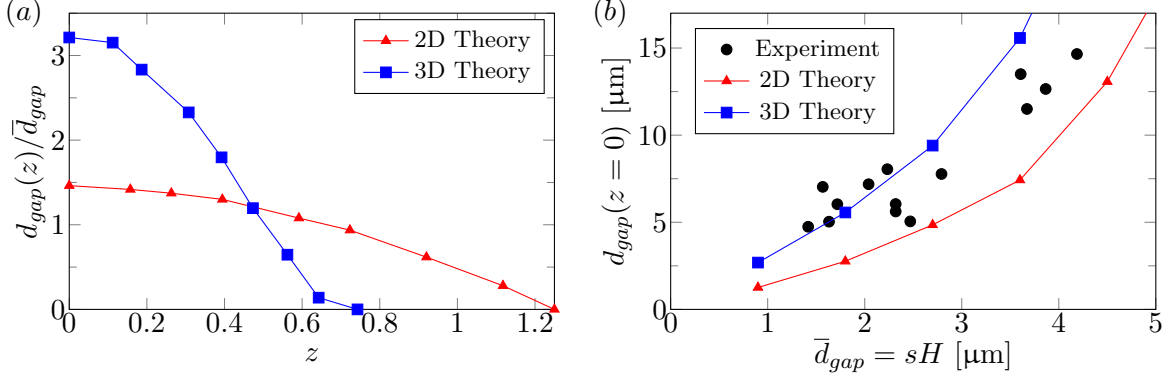 (a)
d_gap(z)/d̅_gap
3
2
1
0
0
0.2
0.4
0.6
0.8
1
1.2
z
2D Theory
3D Theory
(b)
d_gap(z = 0) [µm]
15
10
5
0
0
1
2
3
4
5
d̅_gap = sH [µm]
Experiment
2D Theory
3D Theory